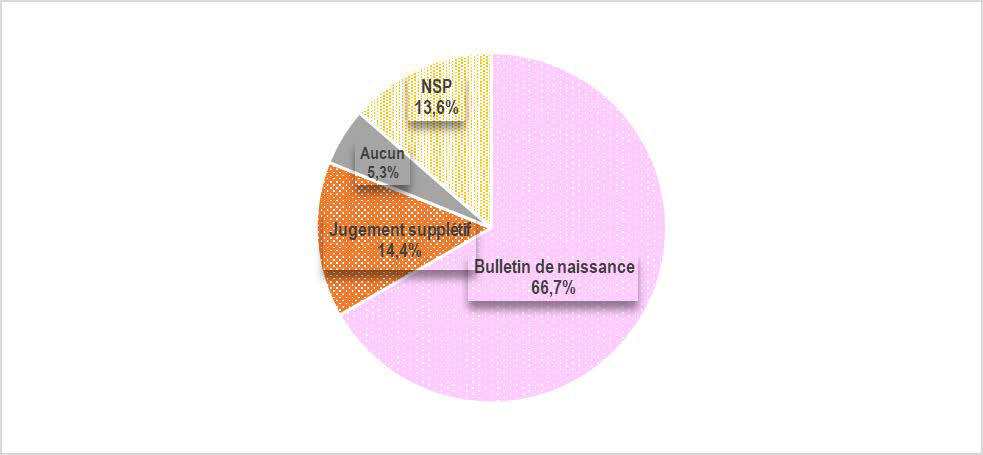 NSP
13,6%
Aucun
5,3%
Jugement supplétif
14,4%
Bulletin de naissance
66,7%